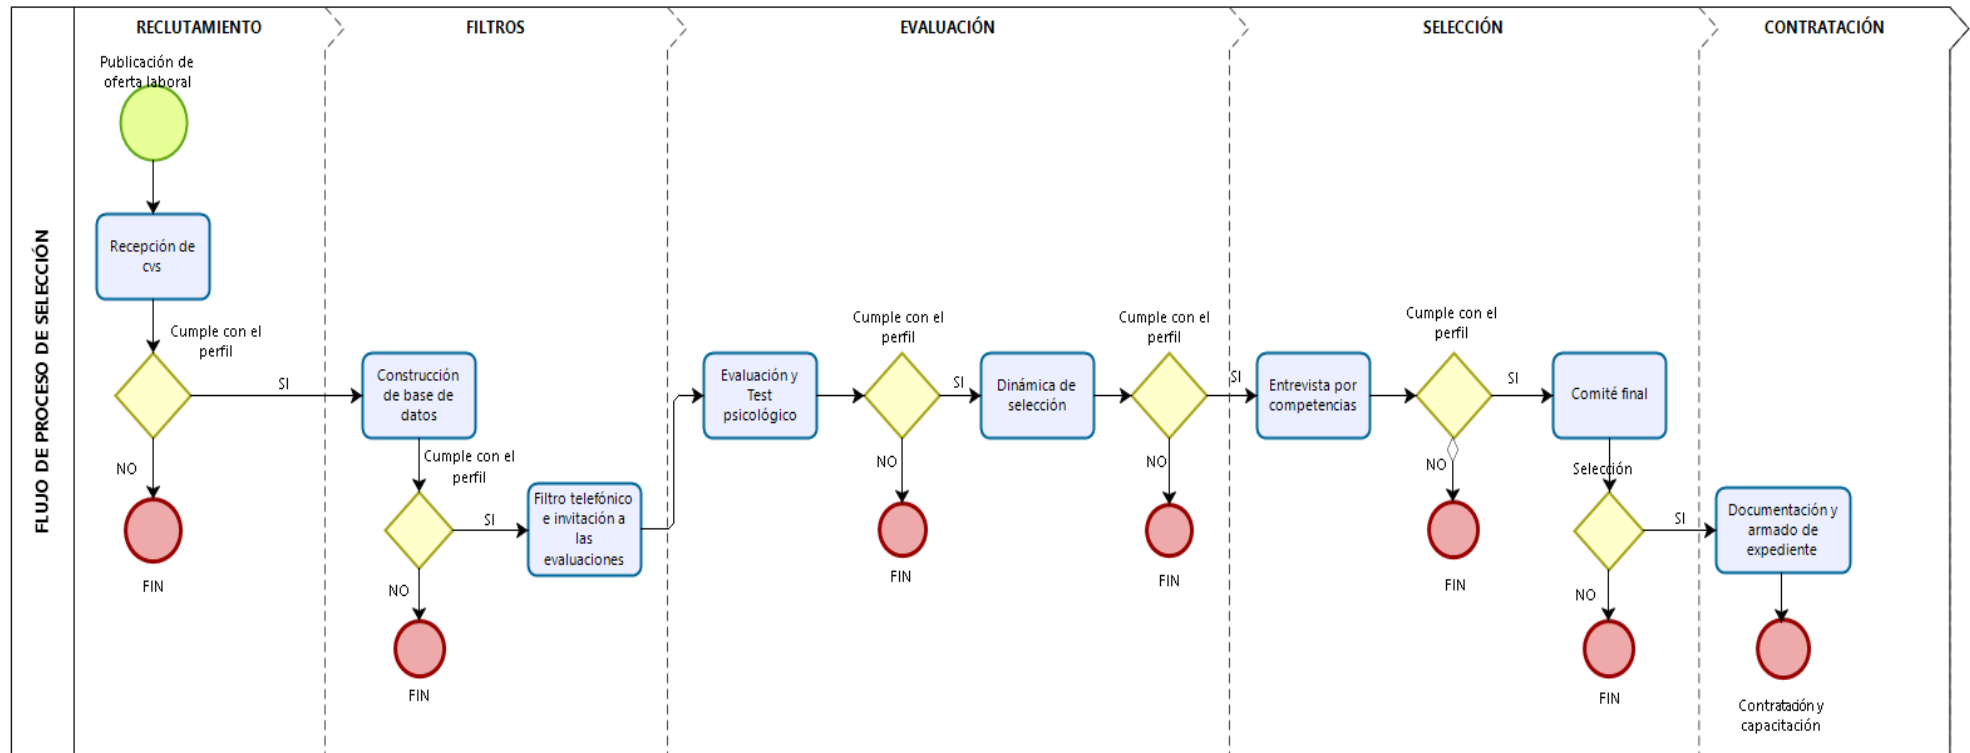 FLUJO DE PROCESO DE SELECCIÓN
RECLUTAMIENTO
FILTROS
EVALUACIÓN
SELECCIÓN
CONTRATACIÓN
Publicación de
oferta laboral
Recepción de
cvs
Cumple con el
perfil
SI
NO
FIN
Construcción
de base de
datos
Cumple con el
perfil
SI
NO
FIN
Filtro telefónico
e invitación a
las
evaluaciones
Evaluación y
Test
psicológico
Cumple con el
perfil
SI
NO
FIN
Dinámica de
selección
Cumple con el
perfil
SI
NO
FIN
Entrevista por
competencias
Cumple con el
perfil
SI
NO
FIN
Comité final
Selección
SI
NO
FIN
Documentación y
armado de
expediente
Contratación y
capacitación